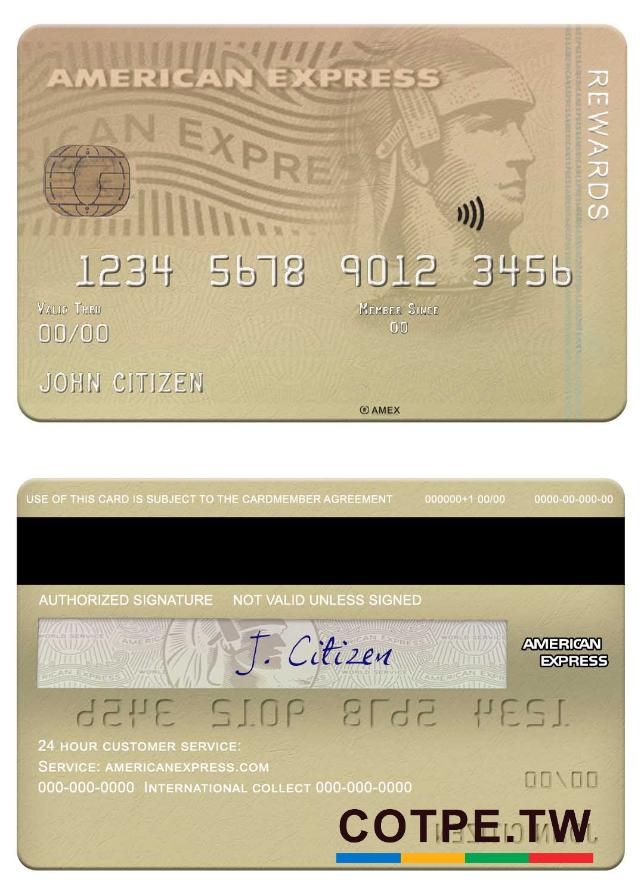 AMERICAN EXPRESS
REWARDS
AN EXPRE
1234 5678 9012 3456
Valid Thru
Member Since
00/00
00
JOHN CITIZEN
® AMEX
USE OF THIS CARD IS SUBJECT TO THE CARDMEMBER AGREEMENT 000000+1 00/00 0000-00-000-00
AUTHORIZED SIGNATURE NOT VALID UNLESS SIGNED
J. Citizen
AMERICAN
EXPRESS
24 HOUR CUSTOMER SERVICE:
SERVICE: AMERICANEXPRESS.COM
000-000-0000 INTERNATIONAL COLLECT 000-000-0000
00/00
COTPE.TW